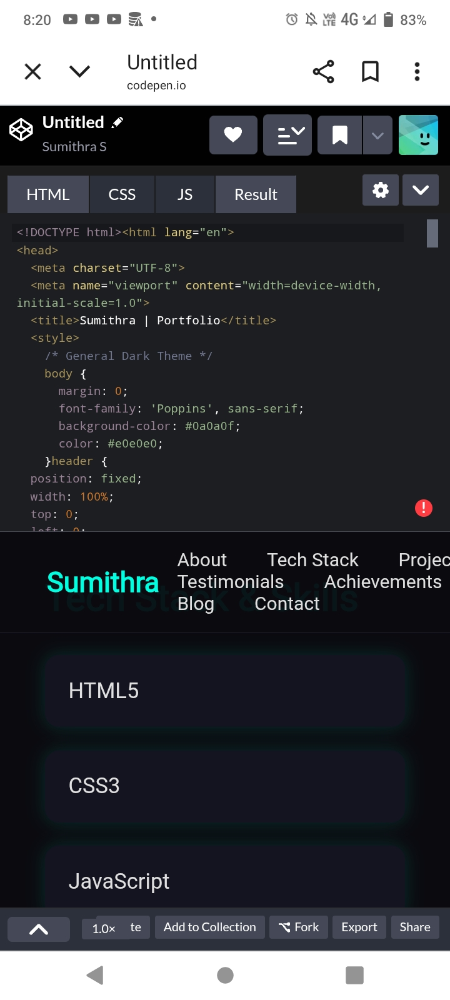 8:20 Vo) LTE 4G 83%
Untitled
codepen.io
Untitled
Sumithra S
HTML CSS JS Result
<!DOCTYPE html><html lang="en">
<head>
<meta charset="UTF-8">
<meta name="viewport" content="width=device-width,
initial-scale=1.0">
<title>Sumithra | Portfolio</title>
<style>
/* General Dark Theme */
body {
margin: 0;
font-family: 'Poppins', sans-serif;
background-color: #0a0a0f;
color: #e0e0e0;
}header {
position: fixed;
width: 100%;
top: 0;
left: 0;
About Tech Stack Projec
Sumithra Testimonials Achievements
Tech Stack & Skills
Blog Contact
HTML5
CSS3
JavaScript
1.0× te Add to Collection Fork Export Share